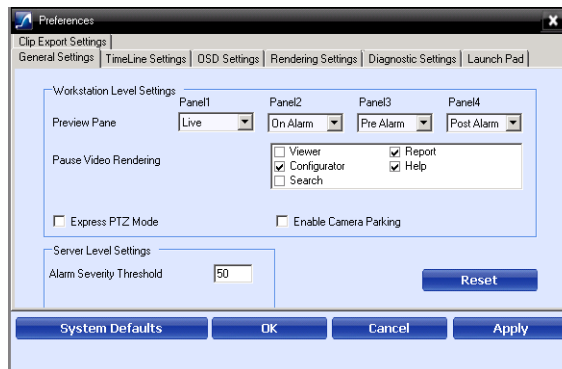 Preferences
Clip Export Settings
General Settings TimeLine Settings OSD Settings Rendering Settings Diagnostic Settings Launch Pad
Workstation Level Settings
Panel1 Panel2 Panel3 Panel4
Preview Pane Live On Alarm Pre Alarm Post Alarm
Pause Video Rendering
Viewer Report
Configurator Help
Search
Express PTZ Mode Enable Camera Parking
Server Level Settings
Alarm Severity Threshold 50
Reset
System Defaults OK Cancel Apply